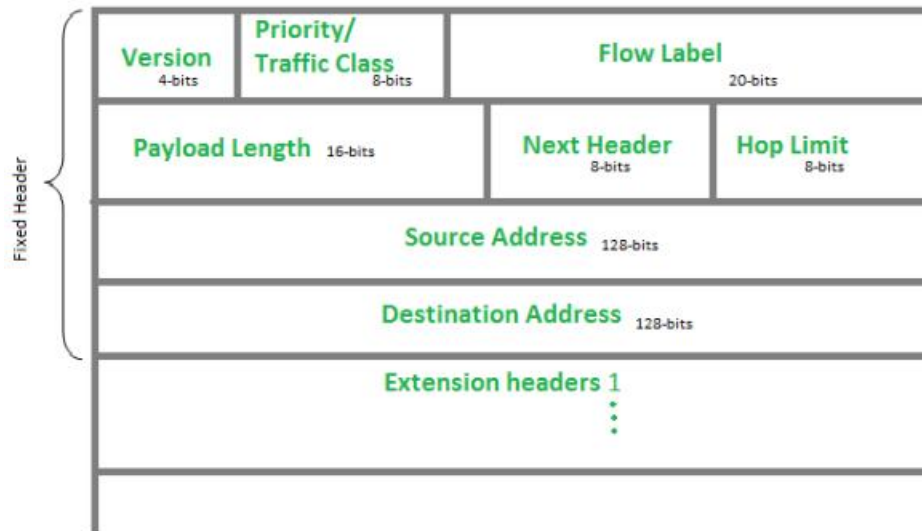 Fixed Header
Priority/
Version Traffic Class Flow Label
4-bits 8-bits 20-bits
Payload Length 16-bits Next Header Hop Limit
8-bits 8-bits
Source Address 128-bits
Destination Address 128-bits
Extension headers 1